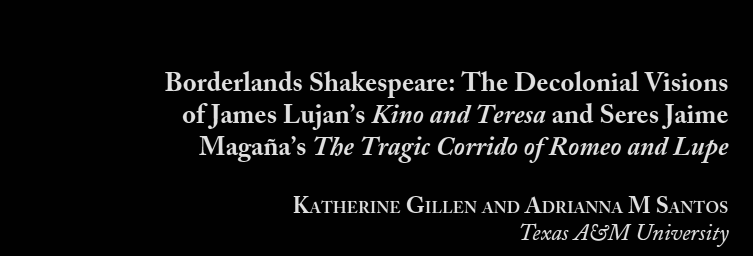 Borderlands Shakespeare: The Decolonial Visions
of James Lujan’s Kino and Teresa and Seres Jaime
Magaña’s The Tragic Corrido of Romeo and Lupe
Katherine Gillen and Adrianna M Santos
Texas A&M University